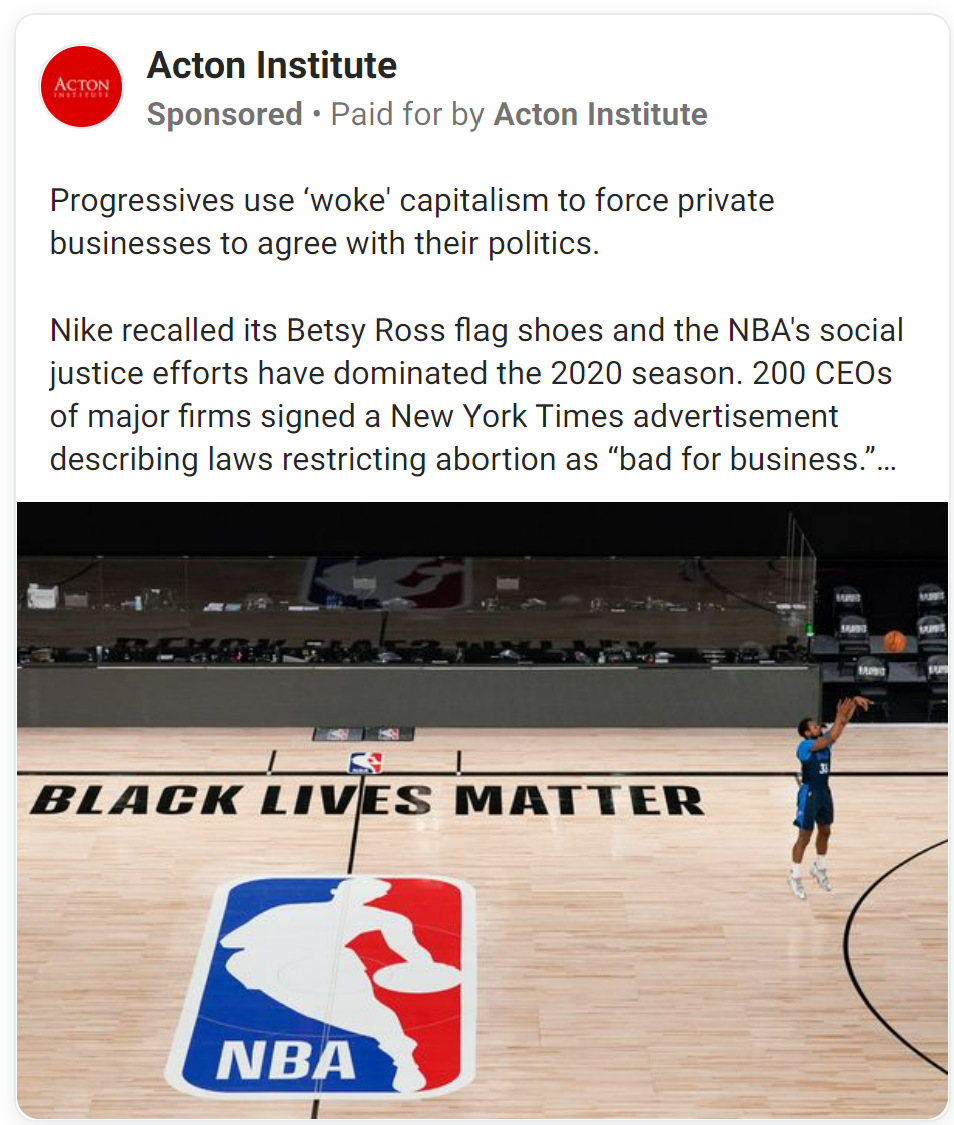 ACTON
INSTITUTE
Acton Institute
Sponsored • Paid for by Acton Institute
Progressives use ‘woke' capitalism to force private
businesses to agree with their politics.
Nike recalled its Betsy Ross flag shoes and the NBA's social
justice efforts have dominated the 2020 season. 200 CEOs
of major firms signed a New York Times advertisement
describing laws restricting abortion as “bad for business.”...
BLACK LIVES MATTER
NBA